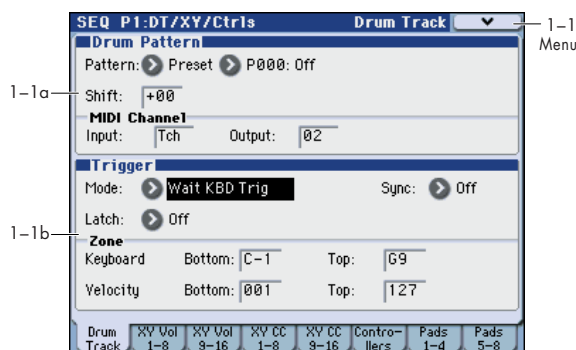 SEQ P1:DT/XY/Ctrls Drum Track
1–1
Menu
Drum Pattern
Pattern: Preset P000: Off
1–1a
Shift: +00
MIDI Channel
Input: Tch Output: 02
Trigger
Mode: Wait KBD Trig Sync: Off
Latch: Off
1–1b
Zone
Keyboard Bottom: C-1 Top: G9
Velocity Bottom: 001 Top: 127
Drum Track XY Vol 1-8 XY Vol 9-16 XY CC 1-8 XY CC 9-16 Contro-llers Pads 1-4 Pads 5-8